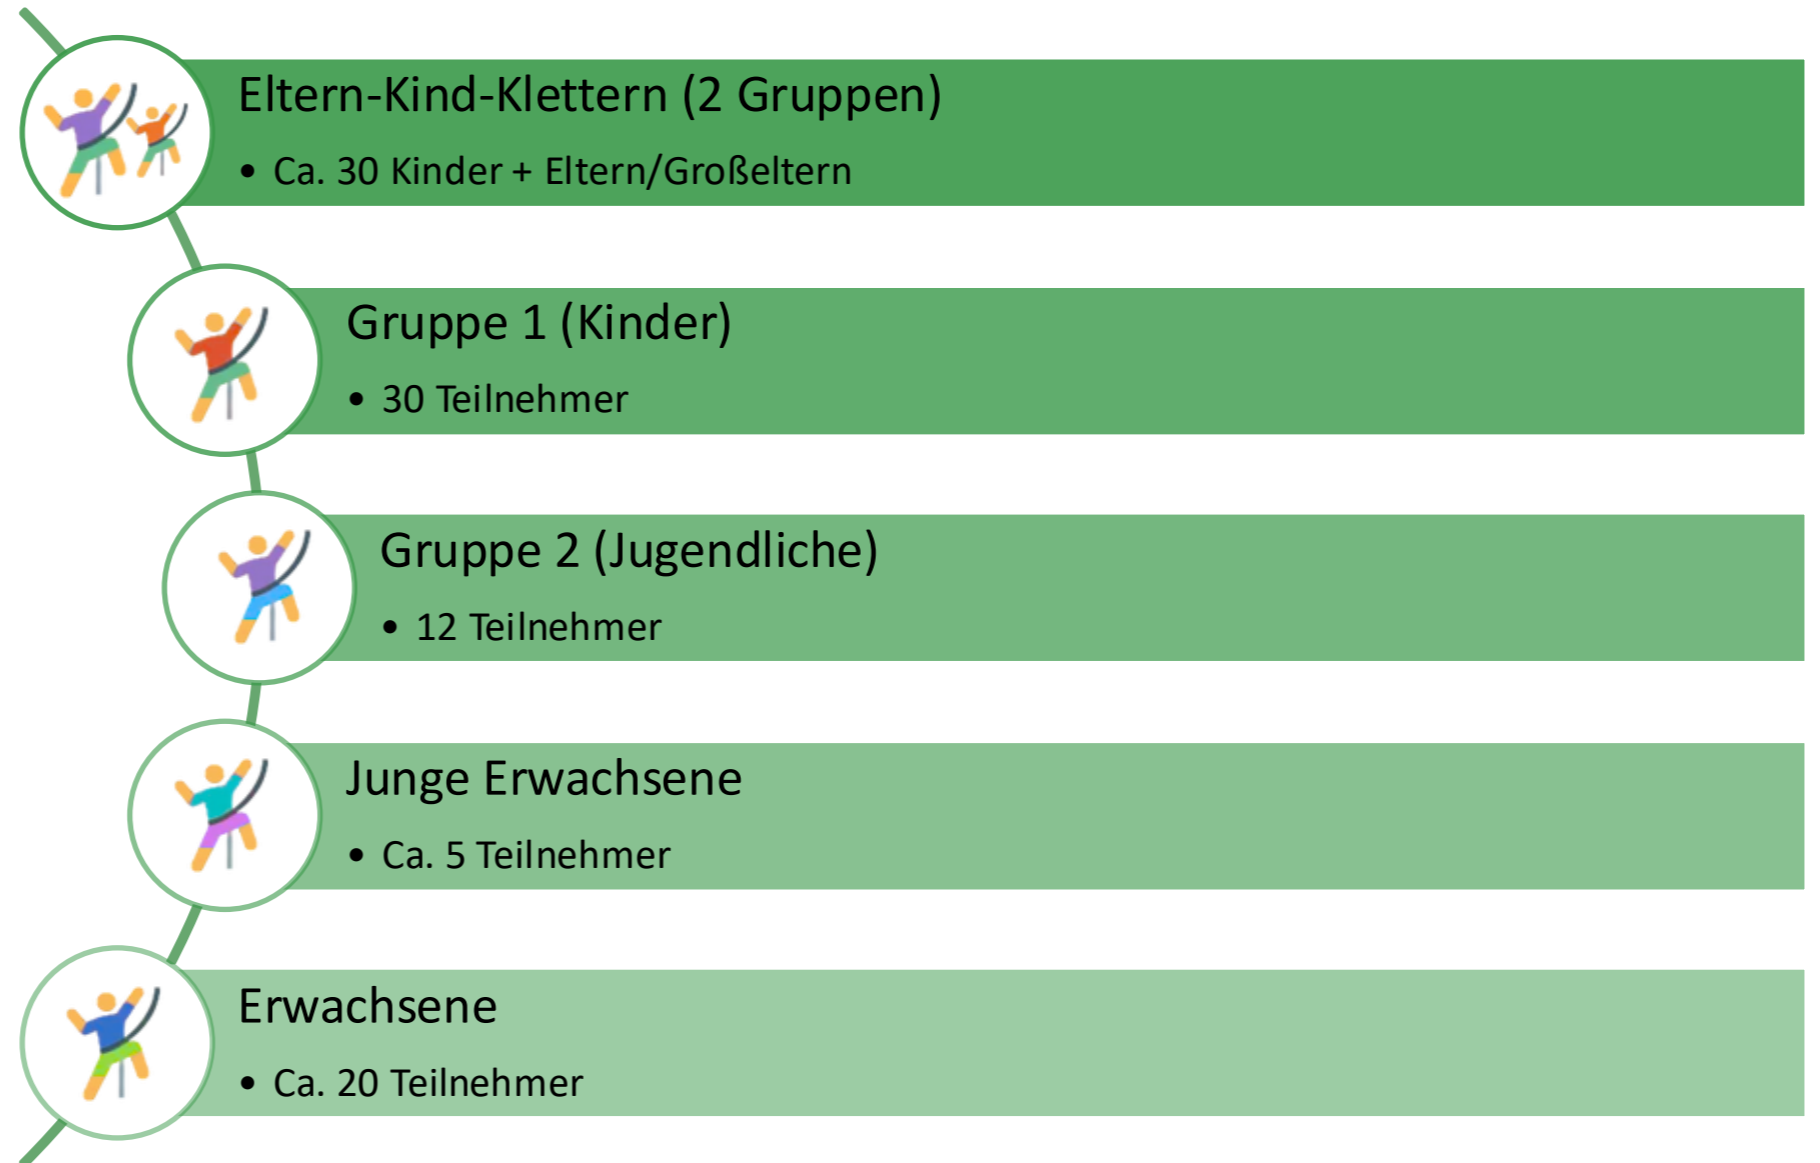 Eltern-Kind-Klettern (2 Gruppen)
• Ca. 30 Kinder + Eltern/Großeltern
Gruppe 1 (Kinder)
• 30 Teilnehmer
Gruppe 2 (Jugendliche)
• 12 Teilnehmer
Junge Erwachsene
• Ca. 5 Teilnehmer
Erwachsene
• Ca. 20 Teilnehmer